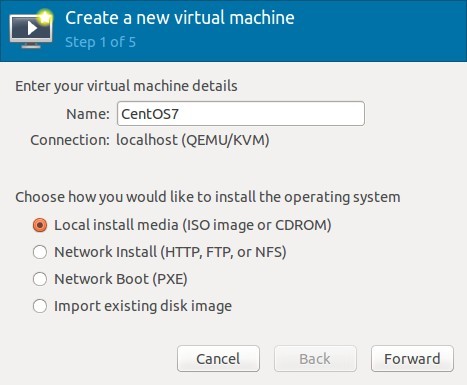 Create a new virtual machine
Step 1 of 5
Enter your virtual machine details
Name: CentOS7
Connection: localhost (QEMU/KVM)
Choose how you would like to install the operating system
Local install media (ISO image or CDROM)
Network Install (HTTP, FTP, or NFS)
Network Boot (PXE)
Import existing disk image
Cancel Back Forward